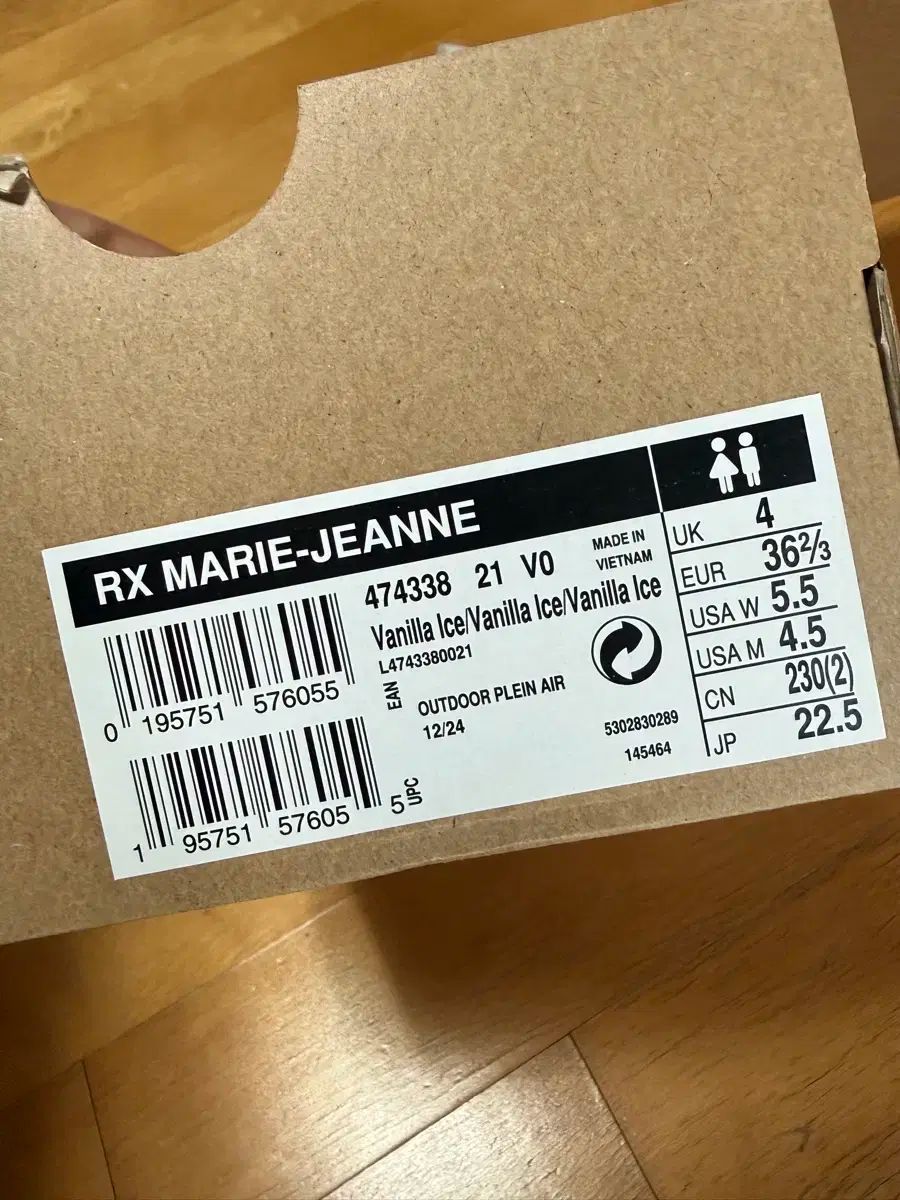 RX MARIE-JEANNE
474338 21 V0
MADE IN
VIETNAM
Vanilla Ice/Vanilla Ice/Vanilla Ice
L4743380021
0 195751 576055
EAN
OUTDOOR PLEIN AIR
12/24
5302830289
145464
1 95751 57605 5
UPC
UK 4
EUR 36⅔
USA W 5.5
USA M 4.5
CN 230(2)
JP 22.5